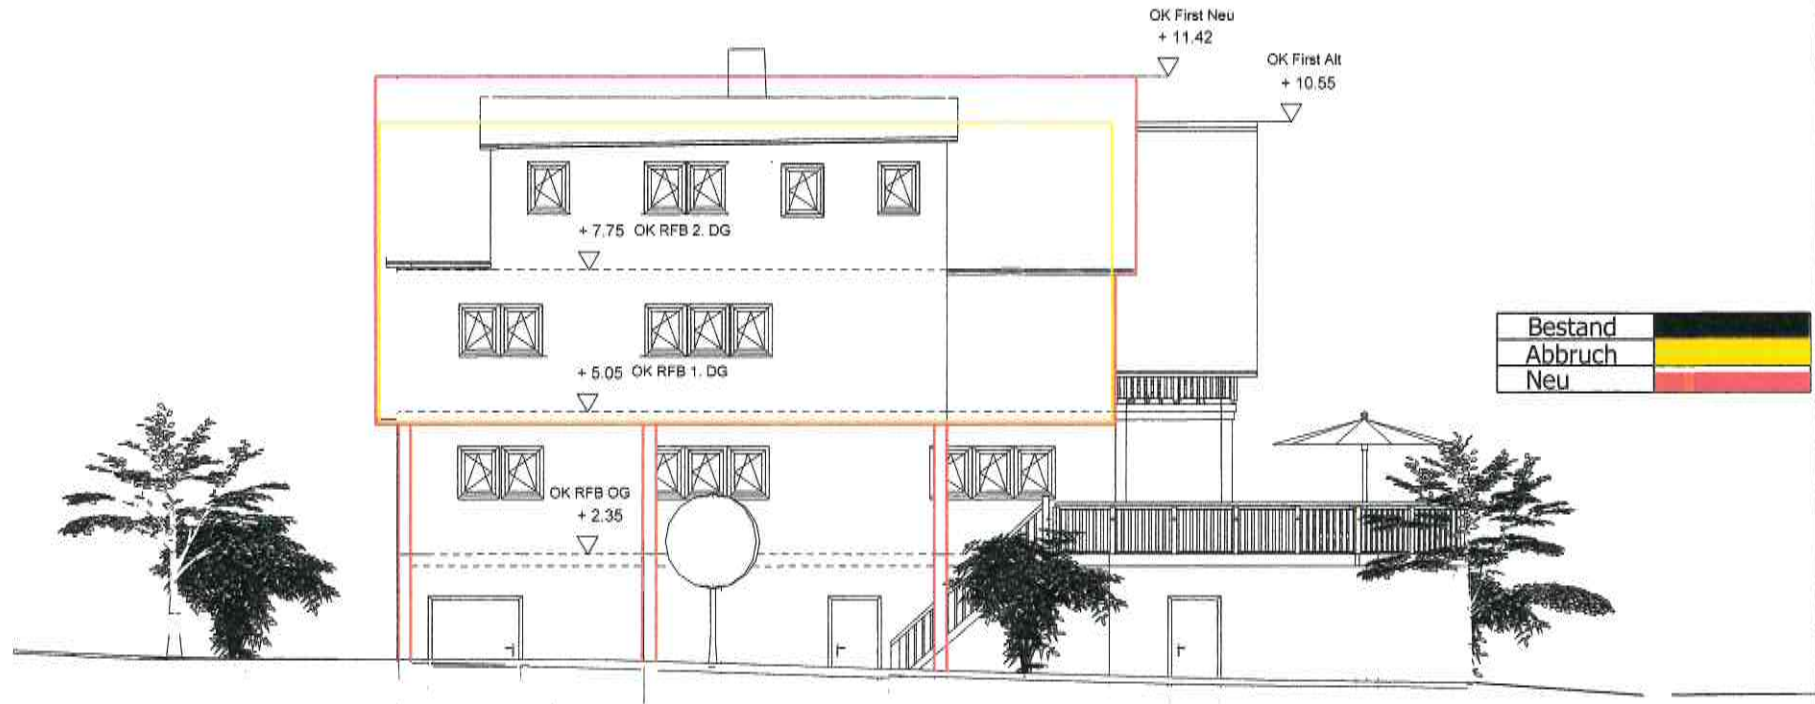 OK First Neu
+ 11.42
OK First Alt
+ 10.55
+ 7.75 OK RFB 2. DG
+ 5.05 OK RFB 1. DG
OK RFB OG
+ 2.35
Bestand
Abbruch
Neu